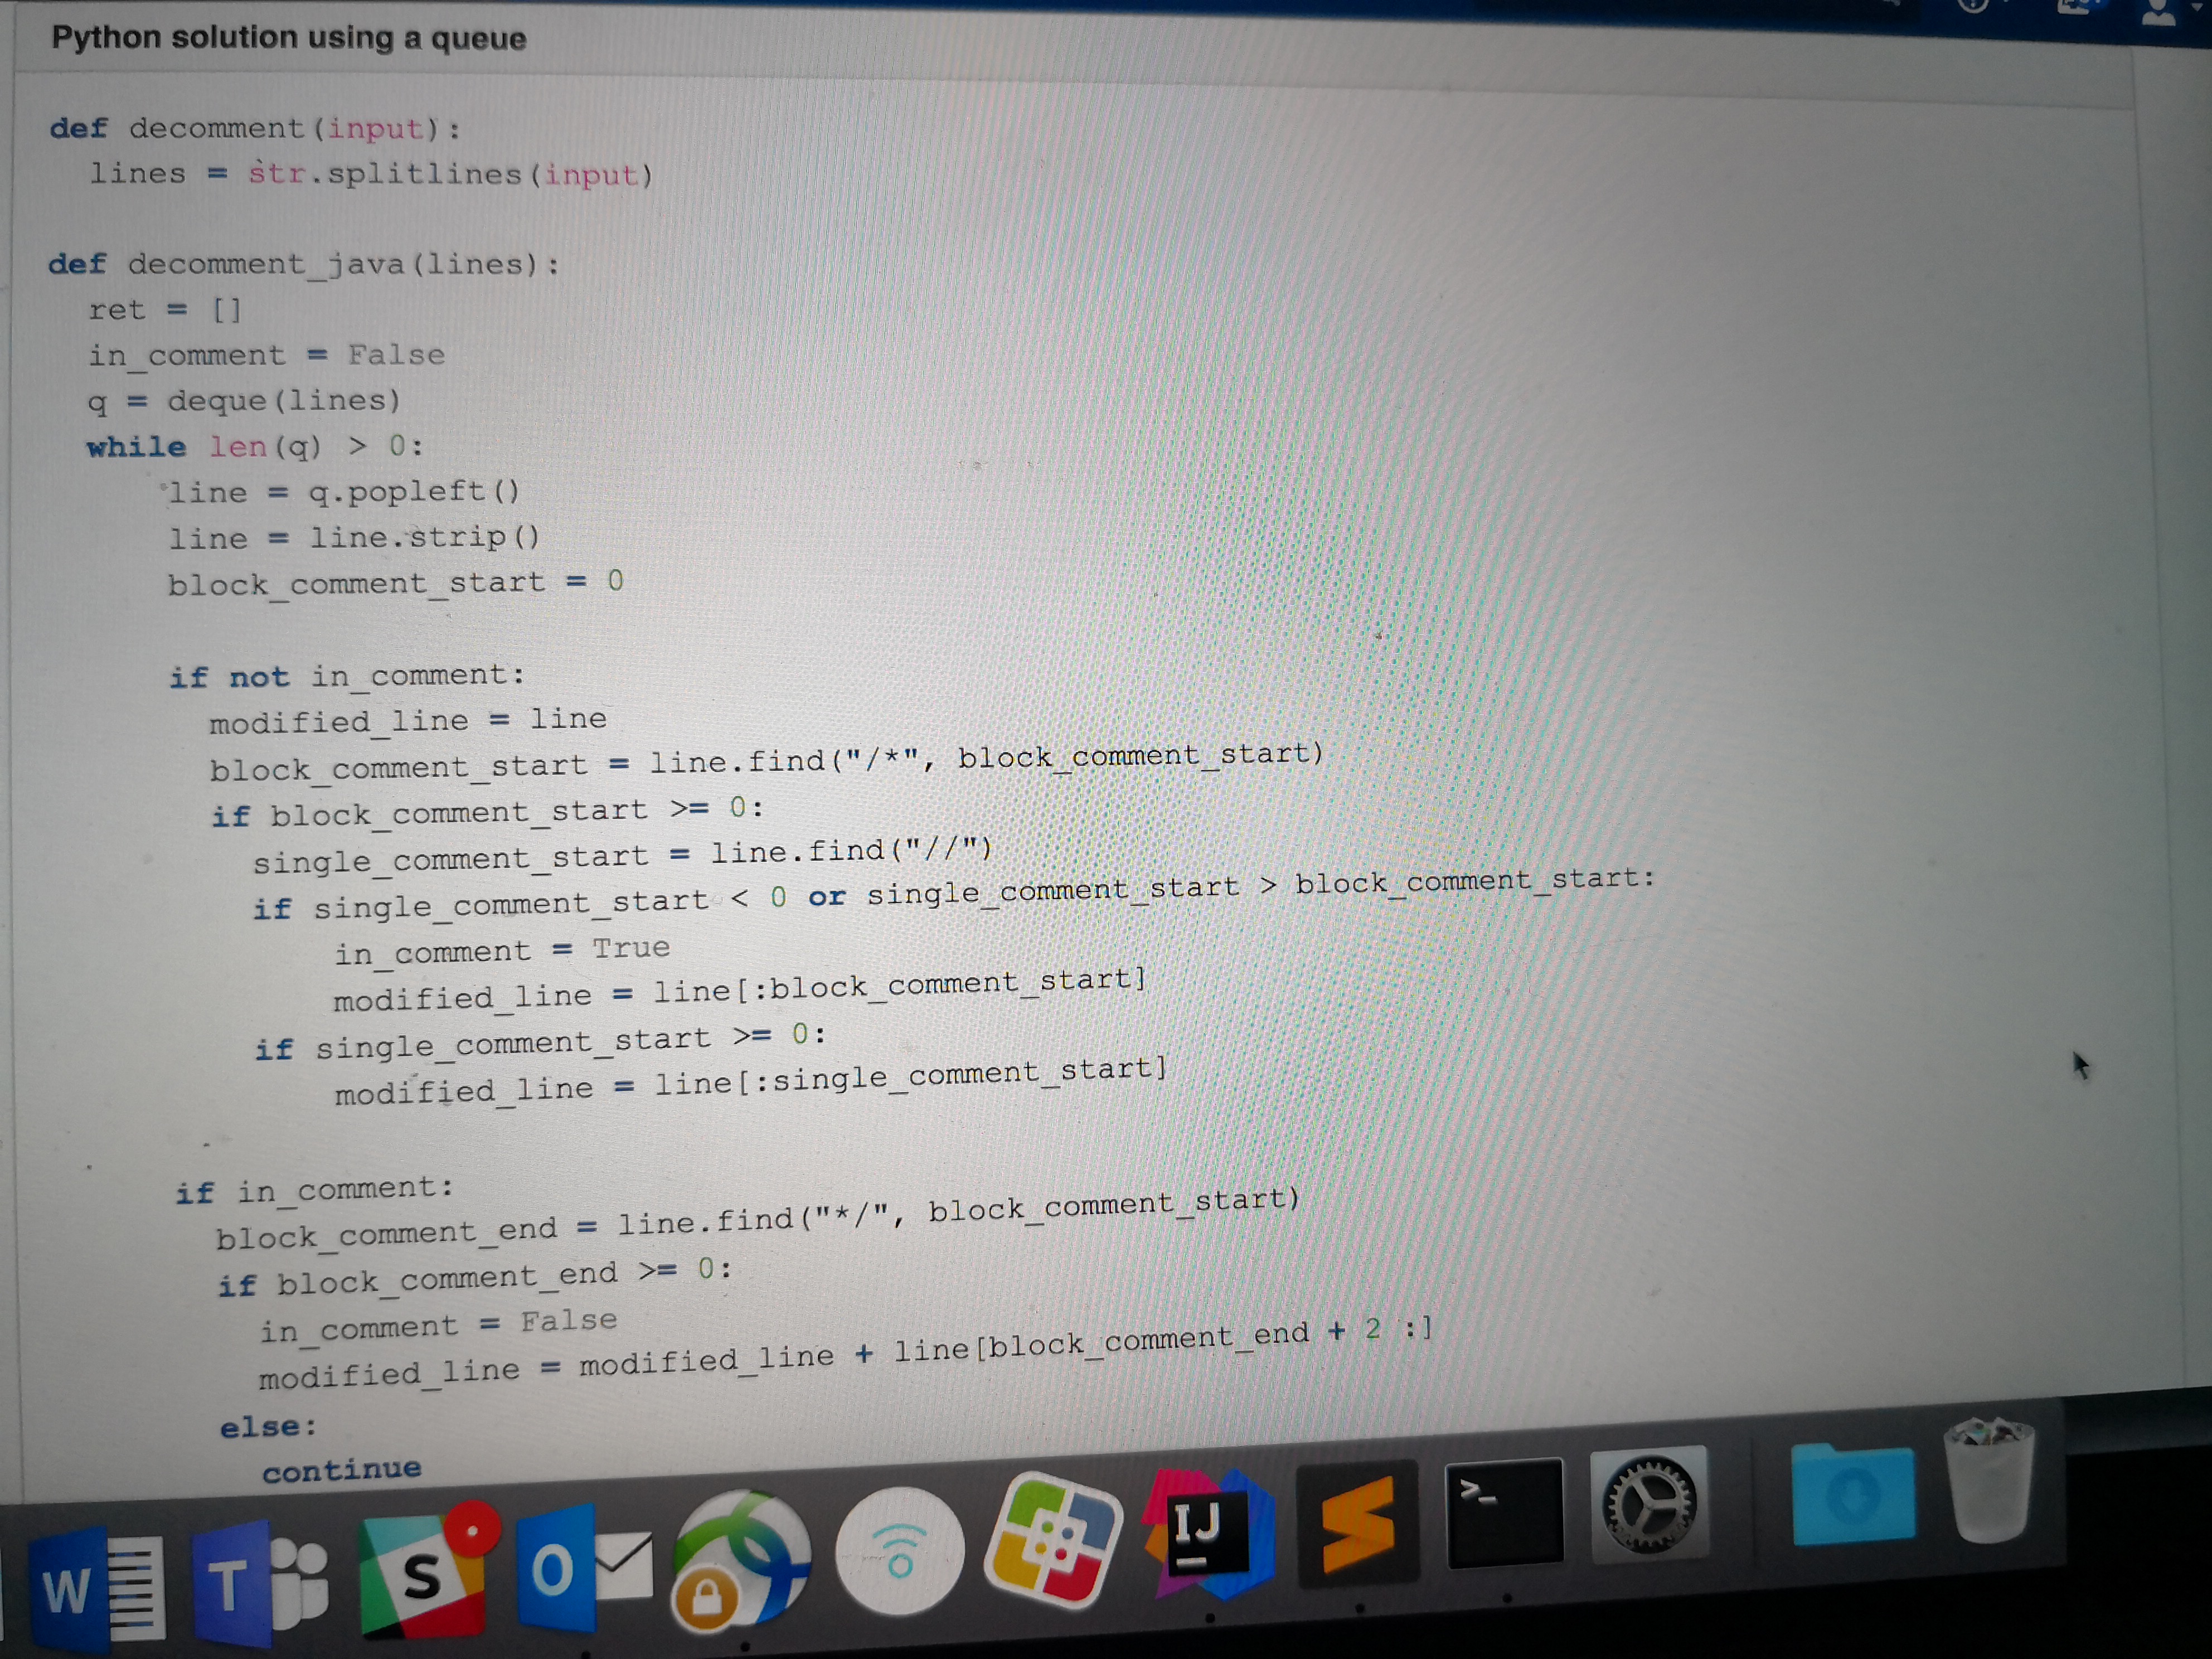 Python solution using a queue
def decomment(input):
  lines = str.splitlines(input)
def decomment_java(lines):
  ret = []
  in_comment = False
  q = deque(lines)
  while len(q) > 0:
      line = q.popleft()
      line = line.strip()
      block_comment_start = 0
      if not in_comment:
        modified_line = line
        block_comment_start = line.find("/*", block_comment_start)
        if block_comment_start >= 0:
          single_comment_start = line.find("//")
          if single_comment_start < 0 or single_comment_start > block_comment_start:
              in_comment = True
              modified_line = line[:block_comment_start]
          if single_comment_start >= 0:
              modified_line = line[:single_comment_start]
      if in_comment:
        block_comment_end = line.find("*/", block_comment_start)
        if block_comment_end >= 0:
          in_comment = False
          modified_line = modified_line + line[block_comment_end + 2 :]
        else:
          continue
W
T
S
O
IJ
>_